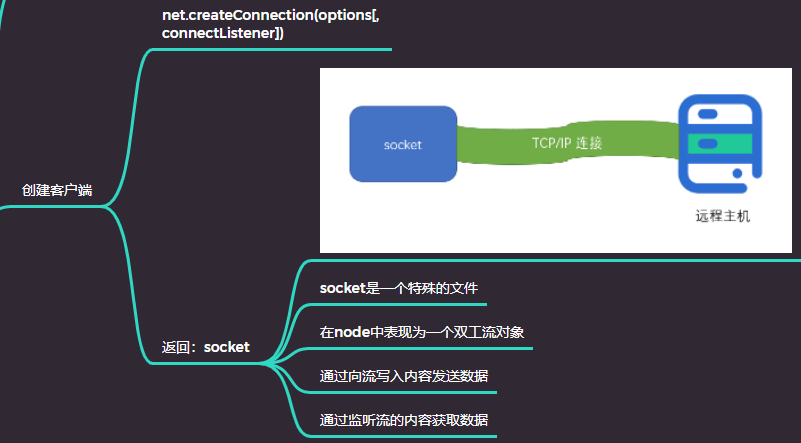 net.createConnection(options[,
connectListener])
socket
TCP/IP 连接
远程主机
创建客户端
socket是一个特殊的文件
在node中表现为一个双工流对象
返回：socket
通过向流写入内容发送数据
通过监听流的内容获取数据